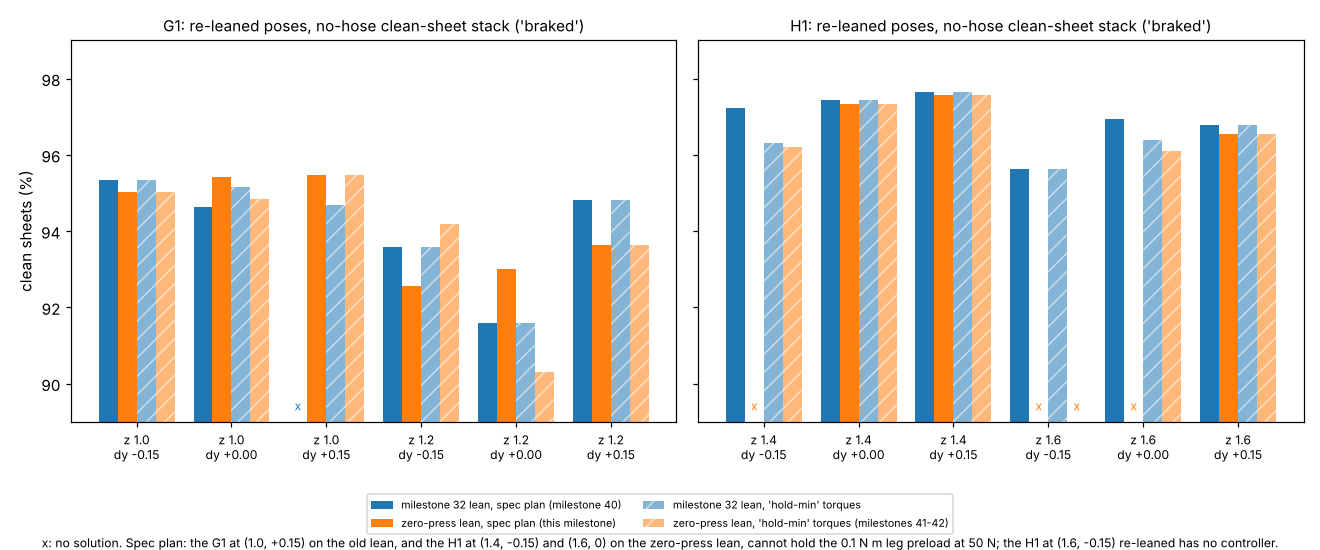 G1: re-leaned poses, no-hose clean-sheet stack ('braked')
H1: re-leaned poses, no-hose clean-sheet stack ('braked')
clean sheets (%)
98
96
94
92
90
x
x
x
x
x
z 1.0
dy -0.15
z 1.0
dy +0.00
z 1.0
dy +0.15
z 1.2
dy -0.15
z 1.2
dy +0.00
z 1.2
dy +0.15
z 1.4
dy -0.15
z 1.4
dy +0.00
z 1.4
dy +0.15
z 1.6
dy -0.15
z 1.6
dy +0.00
z 1.6
dy +0.15
milestone 32 lean, spec plan (milestone 40)
zero-press lean, spec plan (this milestone)
milestone 32 lean, 'hold-min' torques
zero-press lean, 'hold-min' torques (milestones 41-42)
x: no solution. Spec plan: the G1 at (1.0, +0.15) on the old lean, and the H1 at (1.4, -0.15) and (1.6, 0) on the zero-press lean, cannot hold the 0.1 N m leg preload at 50 N; the H1 at (1.6, -0.15) re-leaned has no controller.